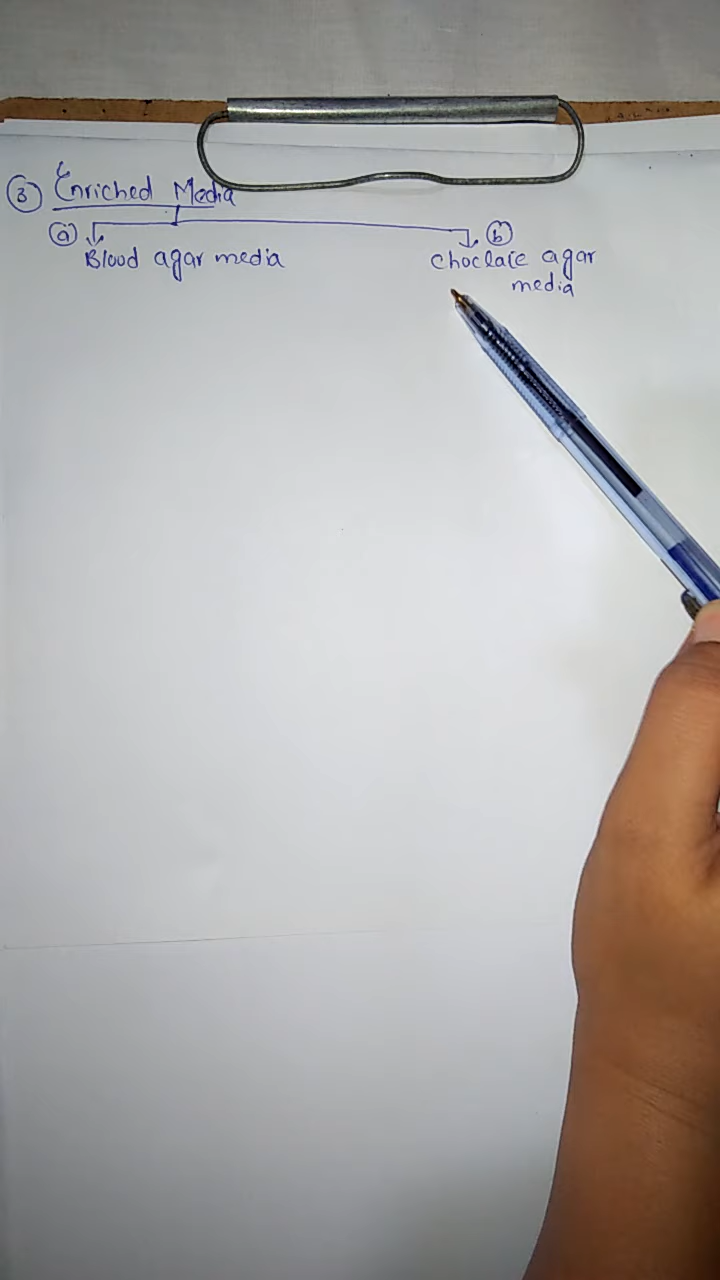 ③ Enriched Media
ⓐ ⓑ
Blood agar media
Choclate agar
media